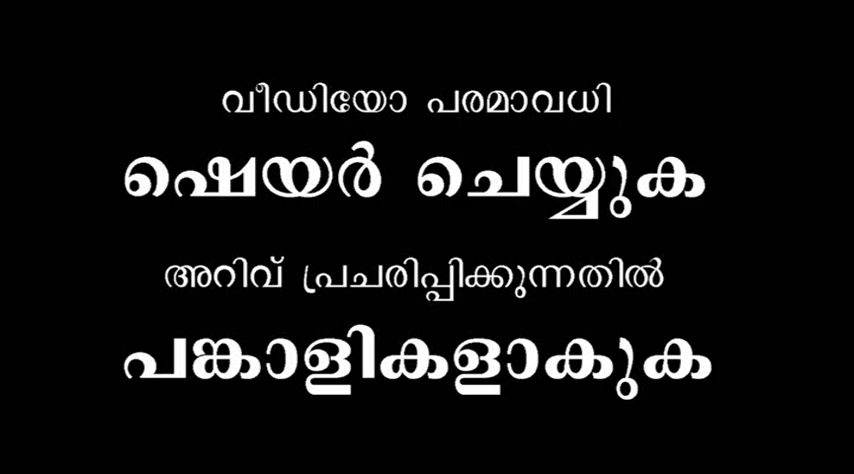 വീഡിയോ പരമാവധി
ഷെയർ ചെയ്യുക
അറിവ് പ്രചരിപ്പിക്കുന്നതിൽ
പങ്കാളികളാകുക